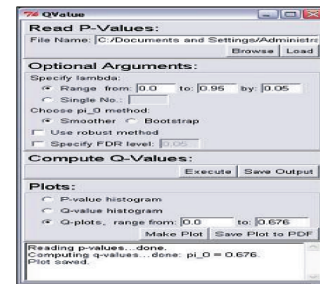 QValue
Read P-Values:
File Name: C:/Documents and Settings/Administra
Browse Load
Optional Arguments:
Specify lambda:
Range from: 0.0 to: 0.95 by: 0.05
Single No.:
Choose pi_0 method:
Smoother Bootstrap
Use robust method
Specify FDR level: 0.05
Compute Q-Values:
Execute Save Output
Plots:
P-value histogram
Q-value histogram
Q-plots, range from: 0.0 to: 0.676
Make Plot Save Plot to PDF
Reading p-values...done.
Computing q-values...done: pi_0 = 0.676.
Plot saved.